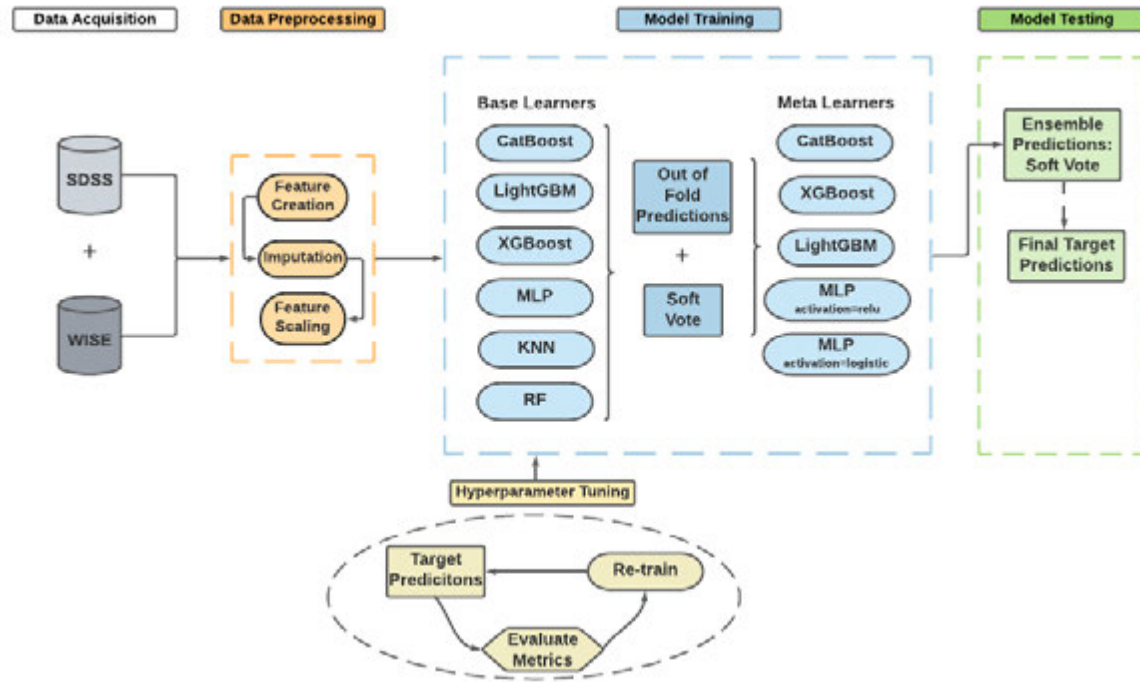 Data Acquisition
Data Preprocessing
Model Training
Model Testing
SDSS
+
WISE
Feature
Creation
Imputation
Feature
Scaling
Base Learners
CatBoost
LightGBM
XGBoost
MLP
KNN
RF
Out of
Fold
Predictions
+
Soft
Vote
Meta Learners
CatBoost
XGBoost
LightGBM
MLP
activation=relu
MLP
activation=logistic
Ensemble
Predictions:
Soft Vote
Final Target
Predictions
Hyperparameter Tuning
Target
Predicitons
Re-train
Evaluate
Metrics